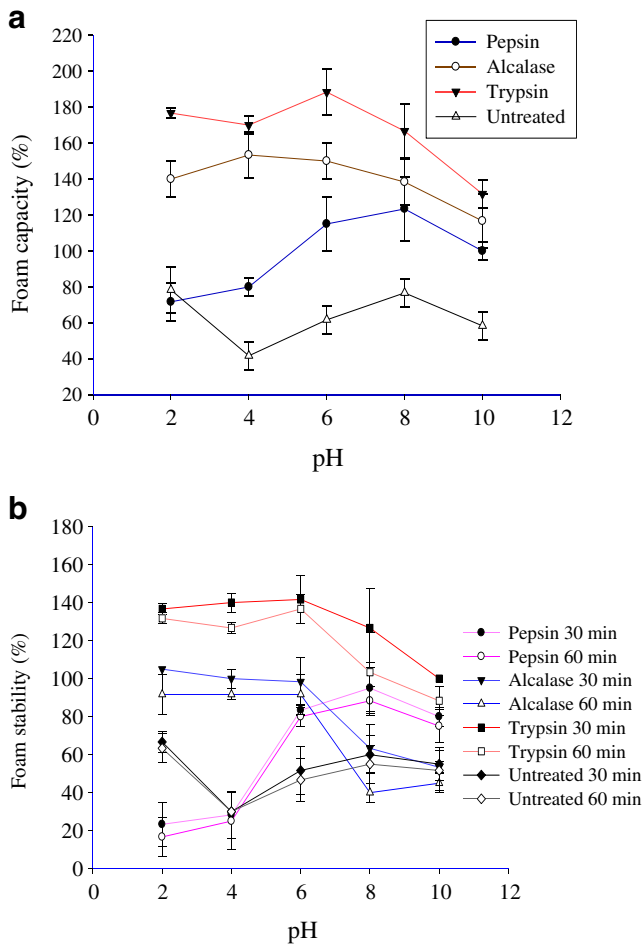 a
220
200
180
160
140
120
100
80
60
40
20
Foam capacity (%)
Pepsin
Alcalase
Trypsin
Untreated
0 2 4 6 8 10 12
pH
b
180
160
140
120
100
80
60
40
20
0
Foam stability (%)
Pepsin 30 min
Pepsin 60 min
Alcalase 30 min
Alcalase 60 min
Trypsin 30 min
Trypsin 60 min
Untreated 30 min
Untreated 60 min
0 2 4 6 8 10 12
pH